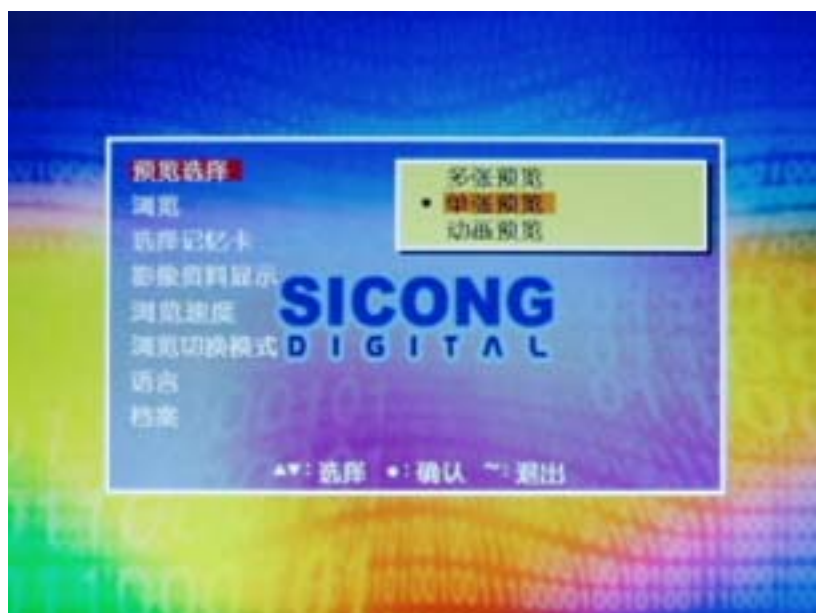 预览选择
浏览
选择记忆卡
影像资料显示
浏览速度
浏览切换模式
语言
档案
多张预览
● 单张预览
动画预览
SICONG
DIGITAL
▲▼: 选择 ●: 确认 ~: 退出